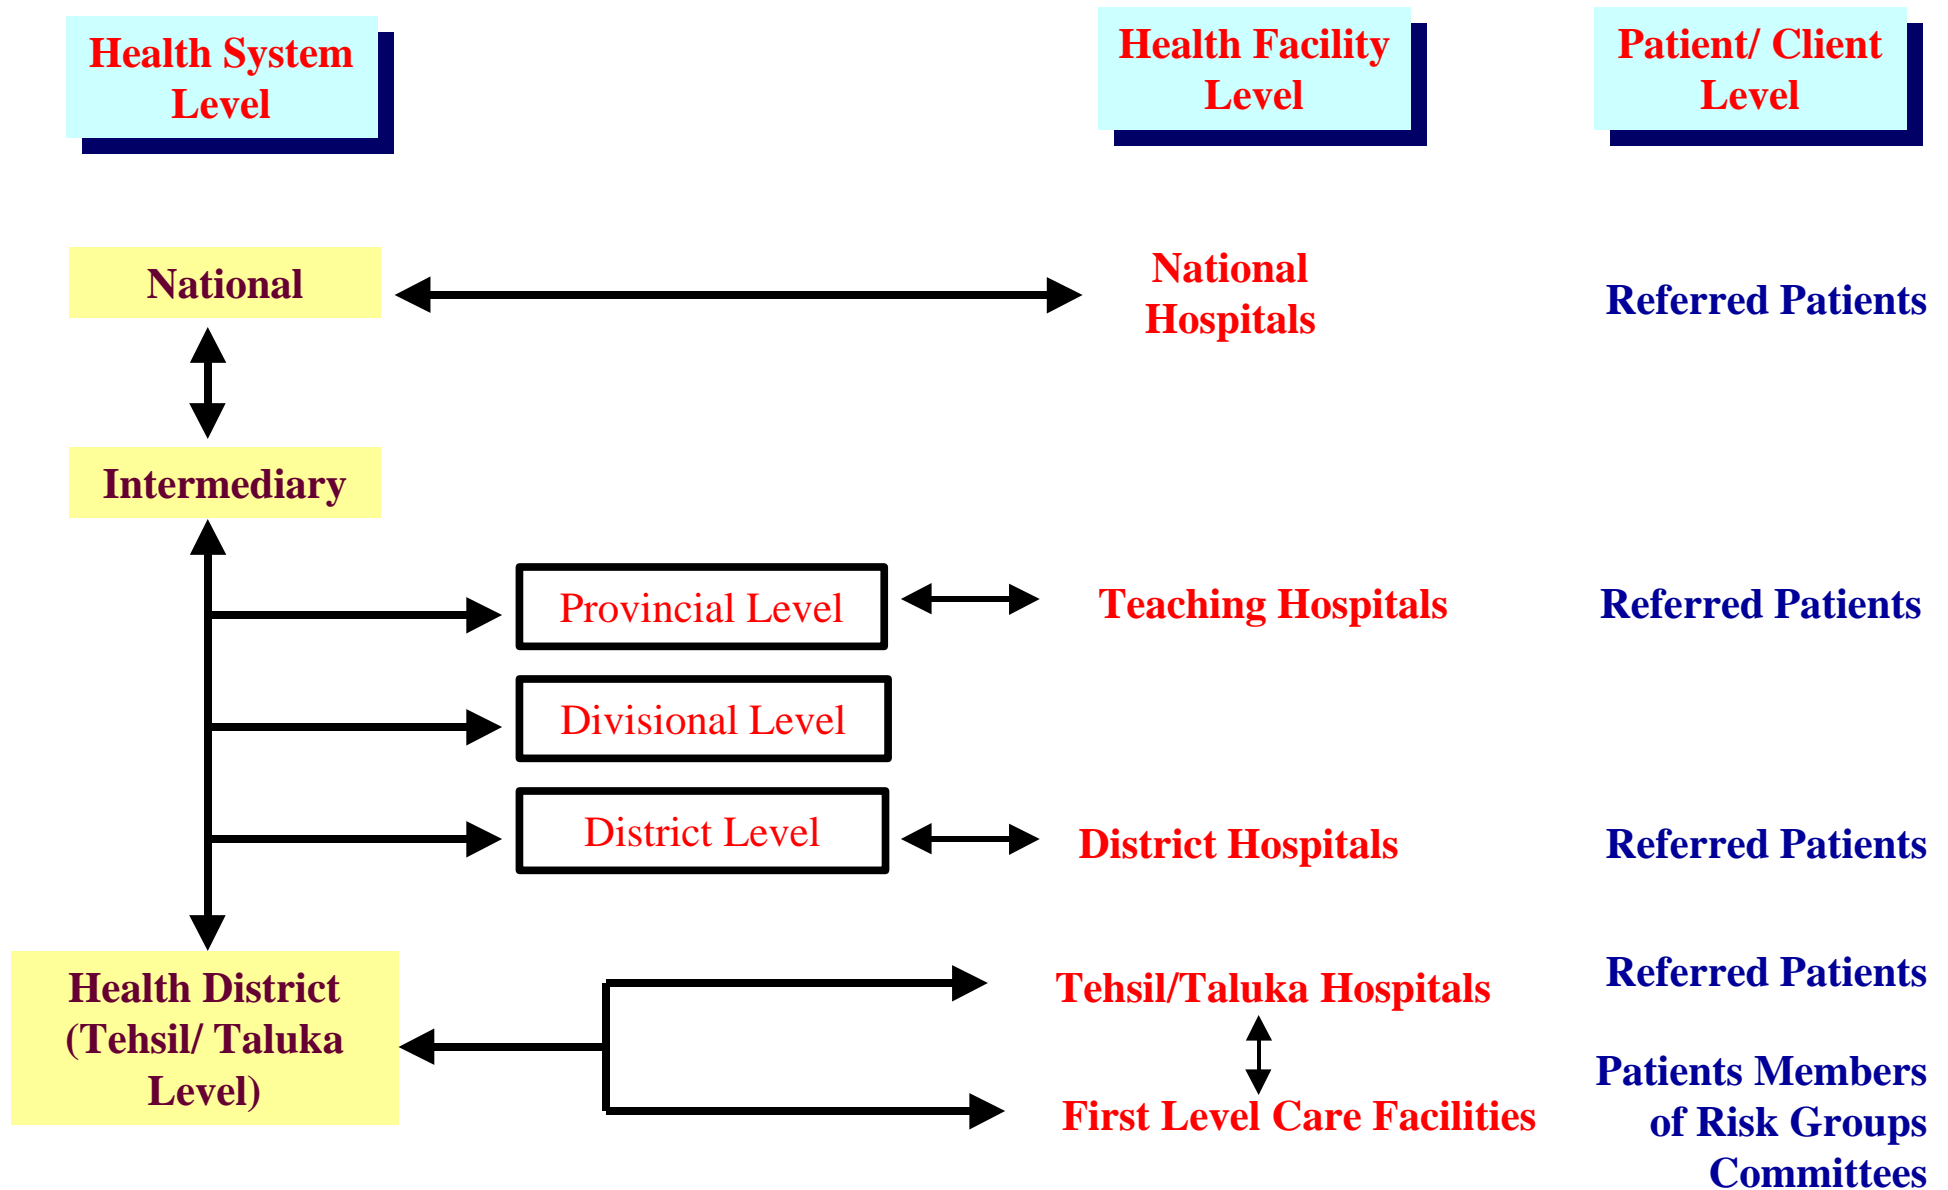 Health System
Level
Health Facility
Level
Patient/ Client
Level
National
National
Hospitals
Referred Patients
Intermediary
Provincial Level
Teaching Hospitals
Referred Patients
Divisional Level
District Level
District Hospitals
Referred Patients
Health District
(Tehsil/ Taluka
Level)
Tehsil/Taluka Hospitals
Referred Patients
First Level Care Facilities
Patients Members
of Risk Groups
Committees